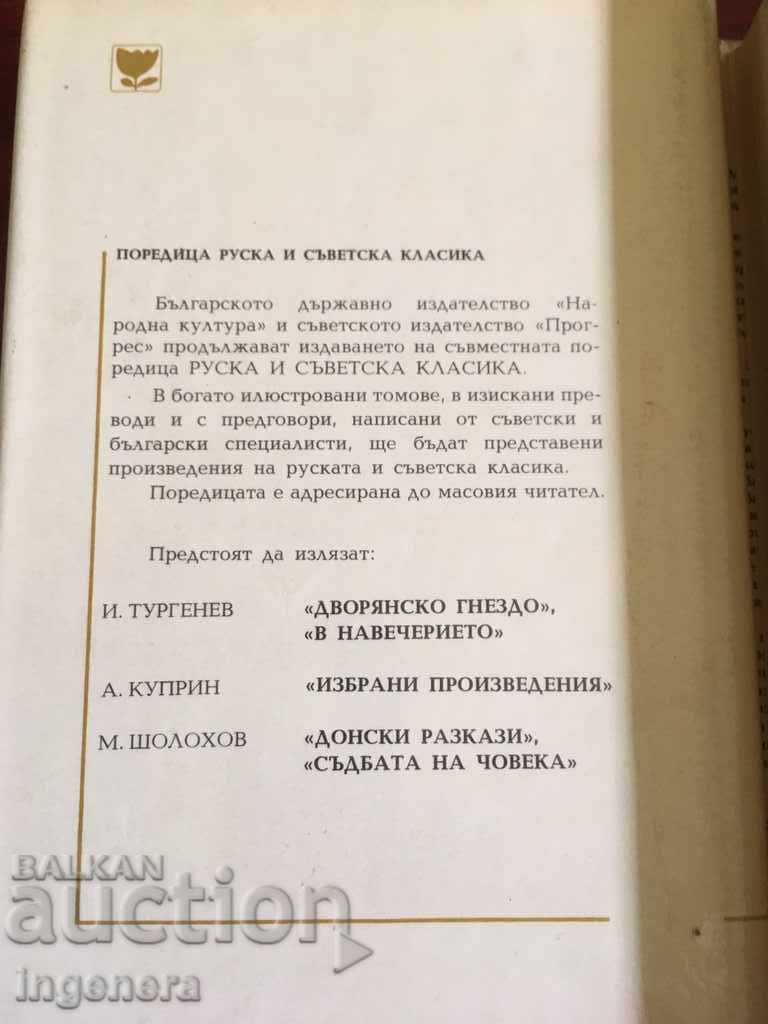 ПОРЕДИЦА РУСКА И СЪВЕТСКА КЛАСИКА
Българското държавно издателство «На-
родна култура» и съветското издателство «Прог-
рес» продължават издаването на съвместната по-
редица РУСКА И СЪВЕТСКА КЛАСИКА.
В богато илюстровани томове, в изискани пре-
води и с предговори, написани от съветски и
български специалисти, ще бъдат представени
произведения на руската и съветска класика.
Поредицата е адресирана до масовия читател.
Предстоят да излязат:
И. ТУРГЕНЕВ «ДВОРЯНСКО ГНЕЗДО»,
«В НАВЕЧЕРИЕТО»
А. КУПРИН «ИЗБРАНИ ПРОИЗВЕДЕНИЯ»
М. ШОЛОХОВ «ДОНСКИ РАЗКАЗИ»,
«СЪДБАТА НА ЧОВЕКА»
BALKAN
auction
ingenera